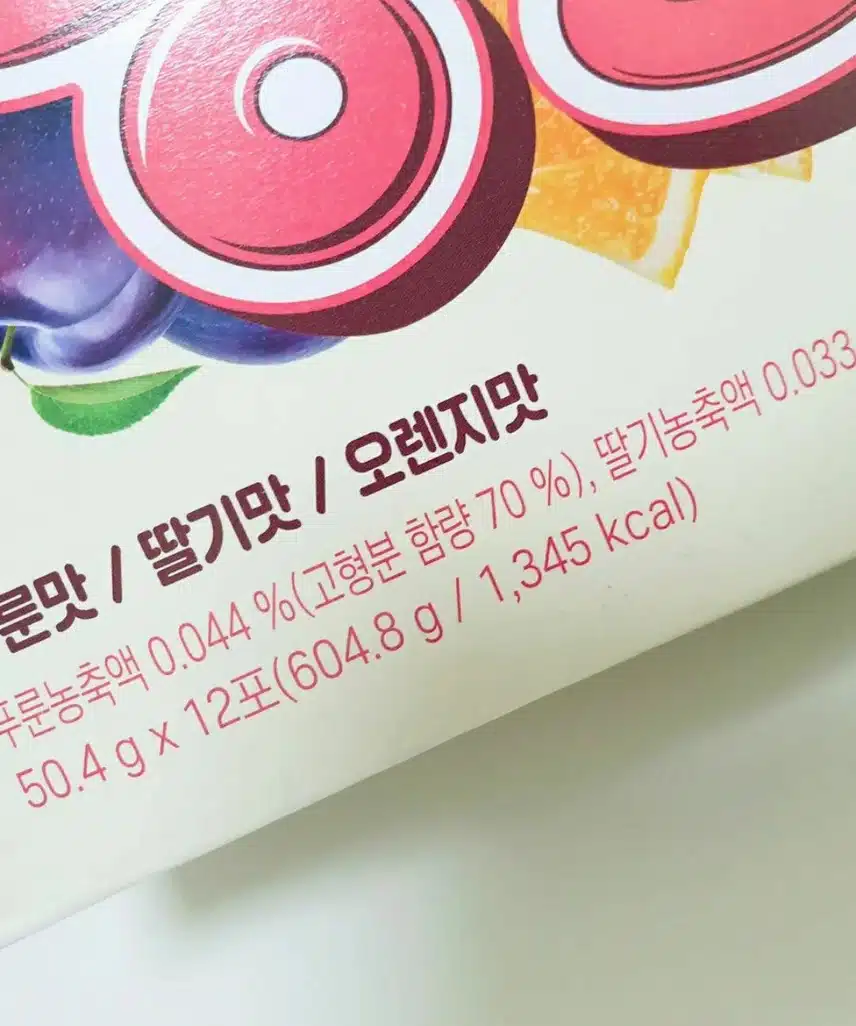 룬맛 / 딸기맛 / 오렌지맛
푸룬농축액 0.044 %(고형분 함량 70 %), 딸기농축액 0.033
50.4 g x 12포(604.8 g / 1,345 kcal)